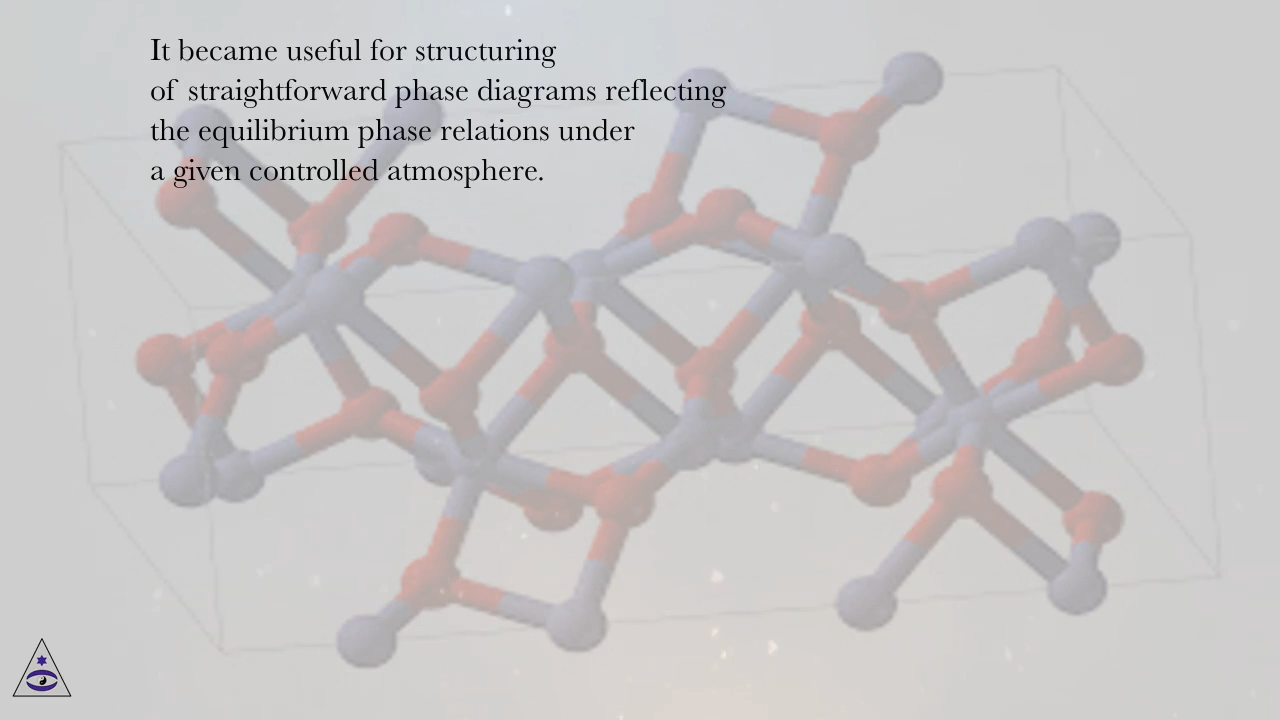 It became useful for structuring
of straightforward phase diagrams reflecting
the equilibrium phase relations under
a given controlled atmosphere.